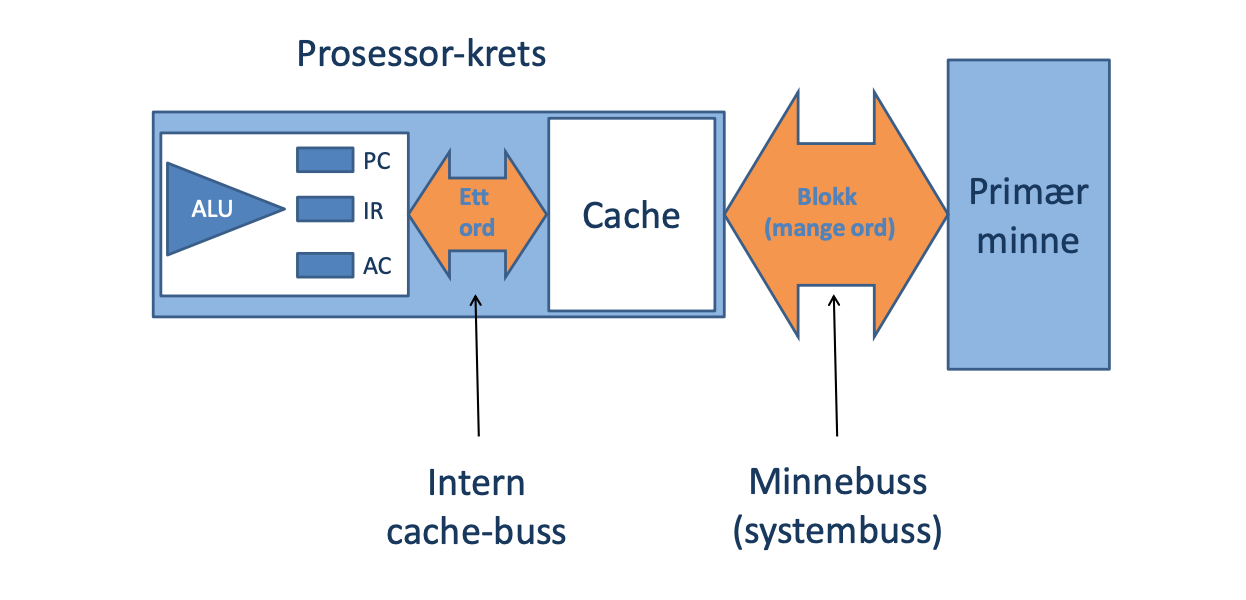 Prosessor-krets
ALU
PC
IR
AC
Ett
ord
Cache
Blokk
(mange ord)
Primær
minne
Intern
cache-buss
Minnebuss
(systembuss)